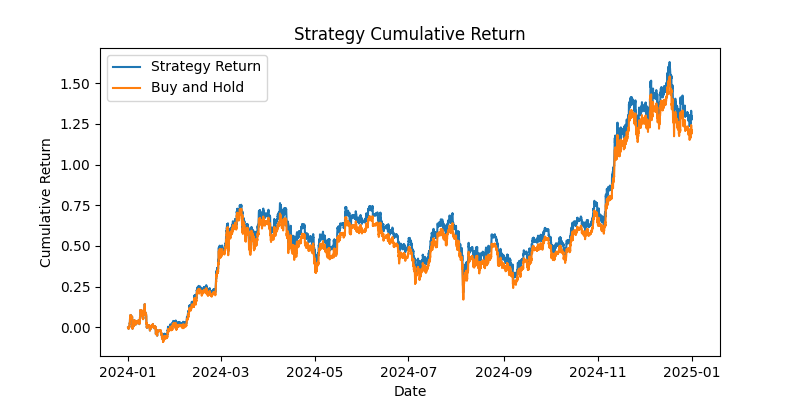 Strategy Cumulative Return
Strategy Return
Buy and Hold
Cumulative Return
1.50
1.25
1.00
0.75
0.50
0.25
0.00
2024-01 2024-03 2024-05 2024-07 2024-09 2024-11 2025-01
Date